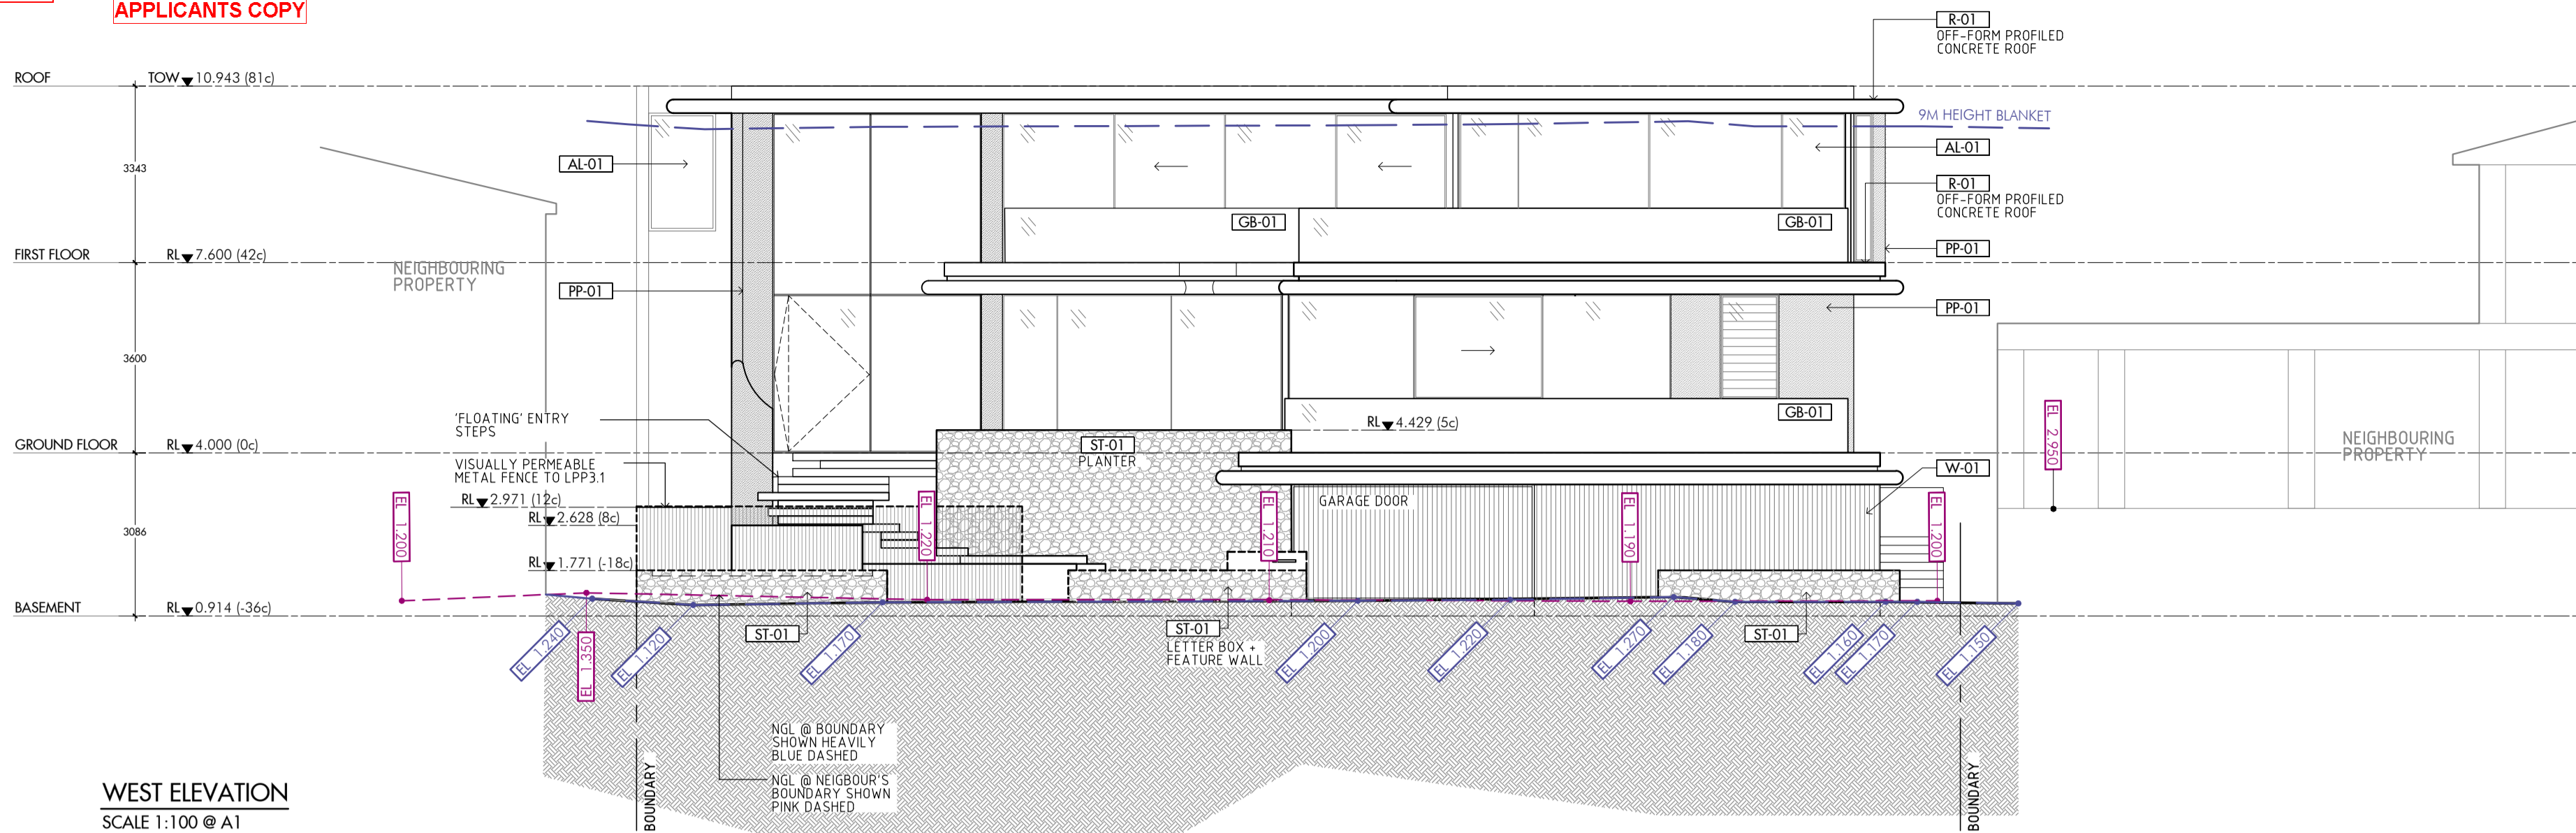 APPLICANTS COPY
R-01
OFF-FORM PROFILED
CONCRETE ROOF
ROOF
TOW 10.943 (81c)
9M HEIGHT BLANKET
AL-01
AL-01
3343
R-01
OFF-FORM PROFILED
CONCRETE ROOF
GB-01
GB-01
PP-01
FIRST FLOOR
RL 7.600 (42c)
NEIGHBOURING
PROPERTY
PP-01
PP-01
3600
'FLOATING' ENTRY
STEPS
GB-01
RL 4.429 (5c)
EL 2.950
GROUND FLOOR
RL 4.000 (0c)
ST-01
PLANTER
NEIGHBOURING
PROPERTY
VISUALLY PERMEABLE
METAL FENCE TO LPP3.1
W-01
RL 2.971 (12c)
GARAGE DOOR
EL 1.200
EL 1.220
EL 1.210
EL 1.190
EL 1.200
RL 2.628 (8c)
3086
RL 1.771 (-18c)
BASEMENT
RL 0.914 (-36c)
EL 1.240
EL 1.350
EL 1.120
ST-01
EL 1.170
ST-01
LETTER BOX +
FEATURE WALL
EL 1.200
EL 1.220
EL 1.270
EL 1.180
ST-01
EL 1.160
EL 1.170
EL 1.150
NGL @ BOUNDARY
SHOWN HEAVILY
BLUE DASHED
NGL @ NEIGBOUR'S
BOUNDARY SHOWN
PINK DASHED
BOUNDARY
BOUNDARY
WEST ELEVATION
SCALE 1:100 @ A1